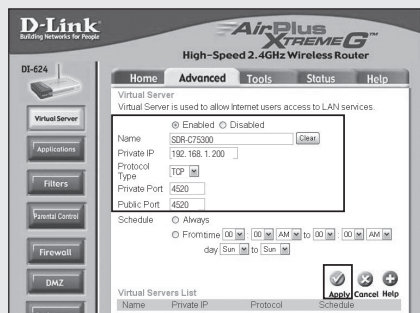 D-Link
Building Networks for People
AirPlus
XTREME G™
High-Speed 2.4GHz Wireless Router
DI-624
Home Advanced Tools Status Help
Virtual Server
Applications
Filters
Parental Control
Firewall
DMZ
Virtual Server
Virtual Server is used to allow Internet users access to LAN services.
Enabled Disabled
Name SDR-C75300 Clear
Private IP 192.168.1.200
Protocol Type TCP
Private Port 4520
Public Port 4520
Schedule Always
From time 00 : 00 AM to 00 : 00 AM
day Sun to Sun
Apply Cancel Help
Virtual Servers List
Name Private IP Protocol Schedule